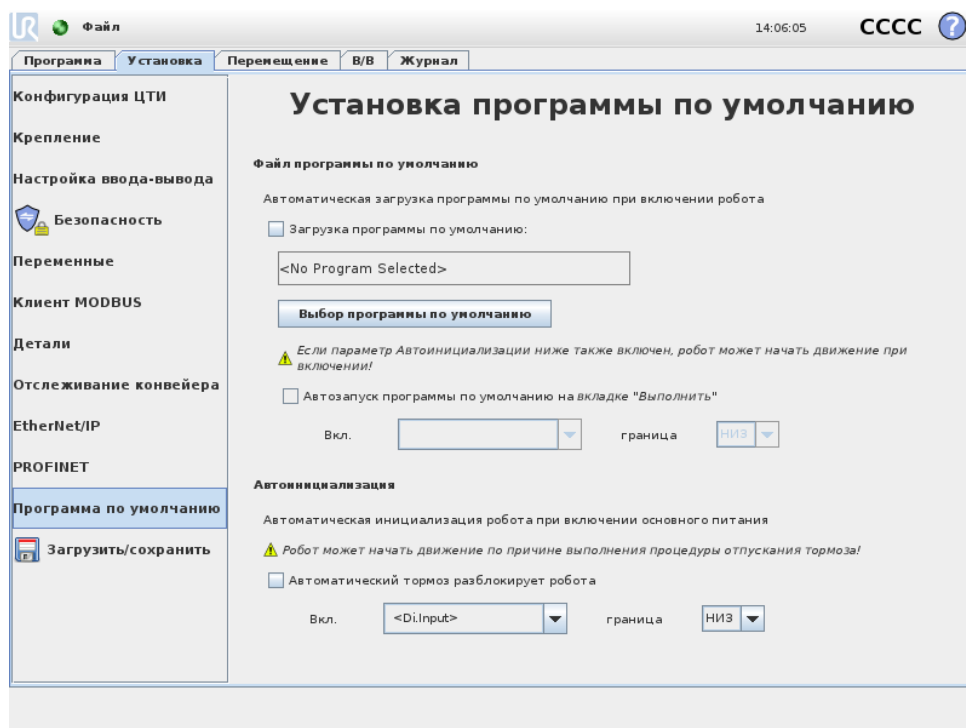 UR Файл 14:06:05 CCCC ?
Программа Установка Перемещение В/В Журнал
Конфигурация ЦТИ
Крепление
Настройка ввода-вывода
Безопасность
Переменные
Клиент MODBUS
Детали
Отслеживание конвейера
EtherNet/IP
PROFINET
Программа по умолчанию
Загрузить/сохранить
Установка программы по умолчанию
Файл программы по умолчанию
Автоматическая загрузка программы по умолчанию при включении робота
Загрузка программы по умолчанию:
<No Program Selected>
Выбор программы по умолчанию
Если параметр Автоинициализации ниже также включен, робот может начать движение при
включении!
Автозапуск программы по умолчанию на вкладке "Выполнить"
Вкл. граница НИЗ
Автоинициализация
Автоматическая инициализация робота при включении основного питания
Робот может начать движение по причине выполнения процедуры отпускания тормоза!
Автоматический тормоз разблокирует робота
Вкл. <Di.Input> граница НИЗ